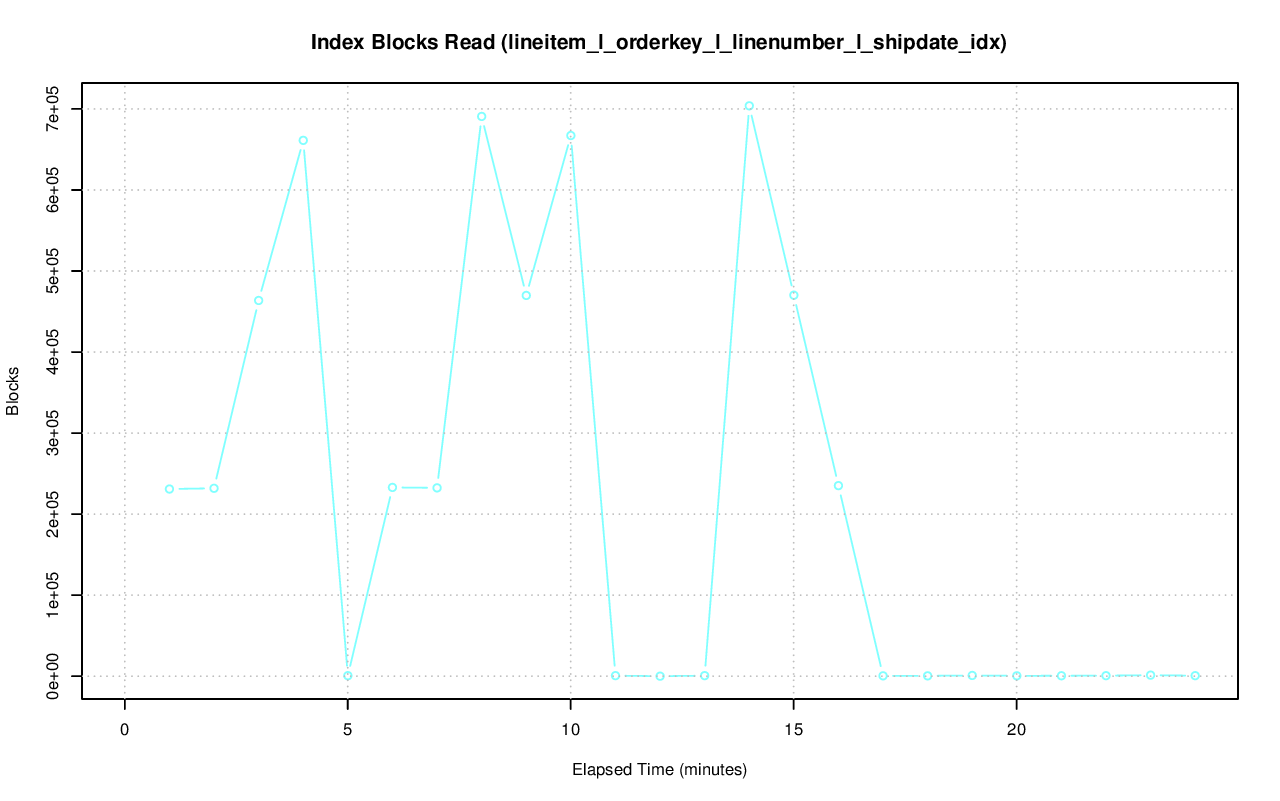 Index Blocks Read (lineitem_l_orderkey_l_linenumber_l_shipdate_idx)
7e+05
6e+05
5e+05
4e+05
3e+05
2e+05
1e+05
0e+00
Blocks
0 5 10 15 20
Elapsed Time (minutes)